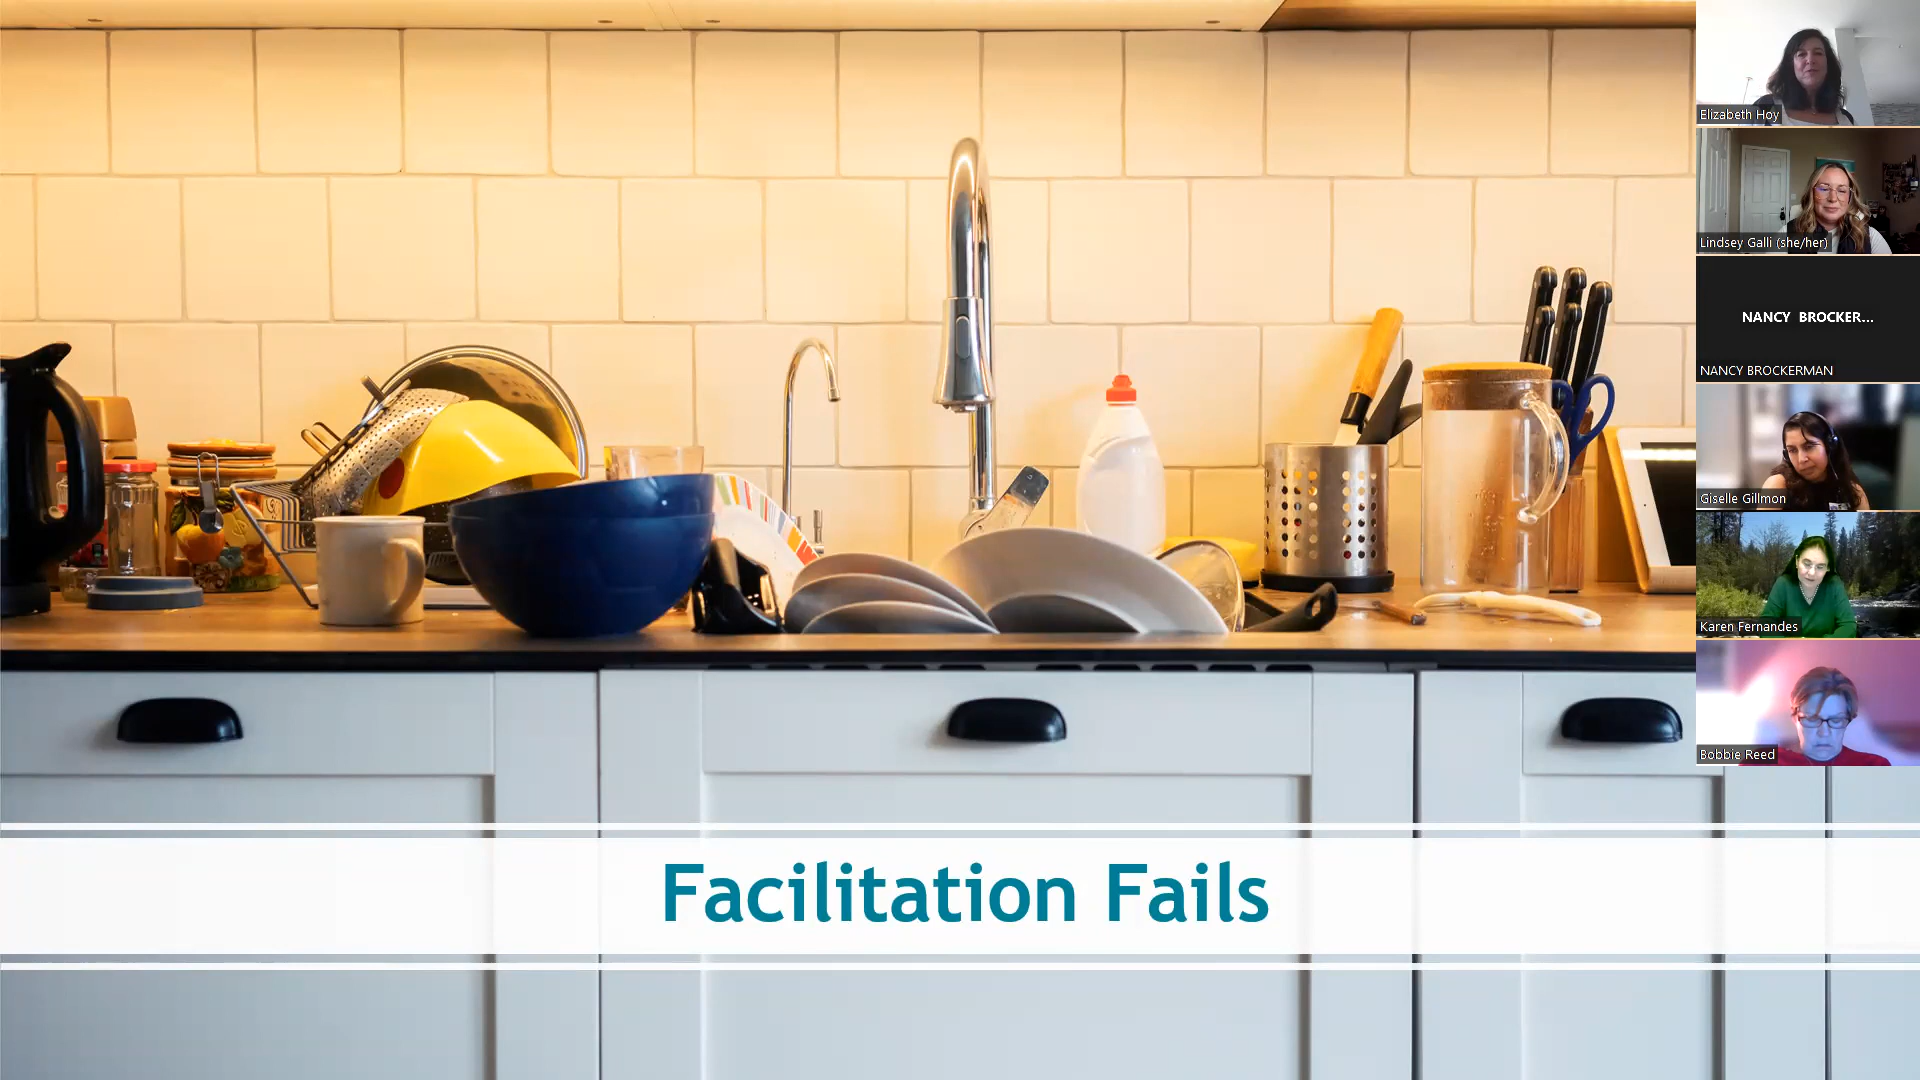 Elizabeth Hoy
Lindsey Galli (she/her)
NANCY BROCKER...
NANCY BROCKERMAN
Giselle Gillmon
Karen Fernandes
Bobbie Reed
Facilitation Fails